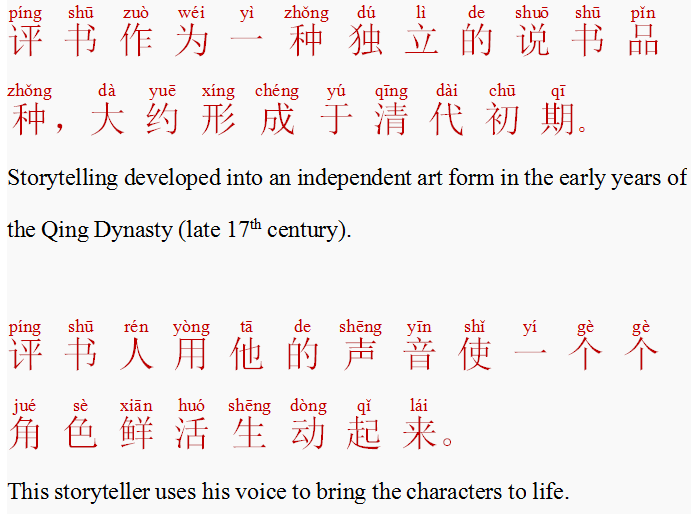 píng shū zuò wéi yì zhǒng dú lì de shuō shū pǐn
评书作为一种独立的说书品
zhǒng dà yuē xíng chéng yú qīng dài chū qī
种，大约形成于清代初期。
Storytelling developed into an independent art form in the early years of
the Qing Dynasty (late 17th century).
píng shū rén yòng tā de shēng yīn shǐ yí gè gè
评书人用他的声音使一个个
jué sè xiān huó shēng dòng qǐ lái
角色鲜活生动起来。
This storyteller uses his voice to bring the characters to life.